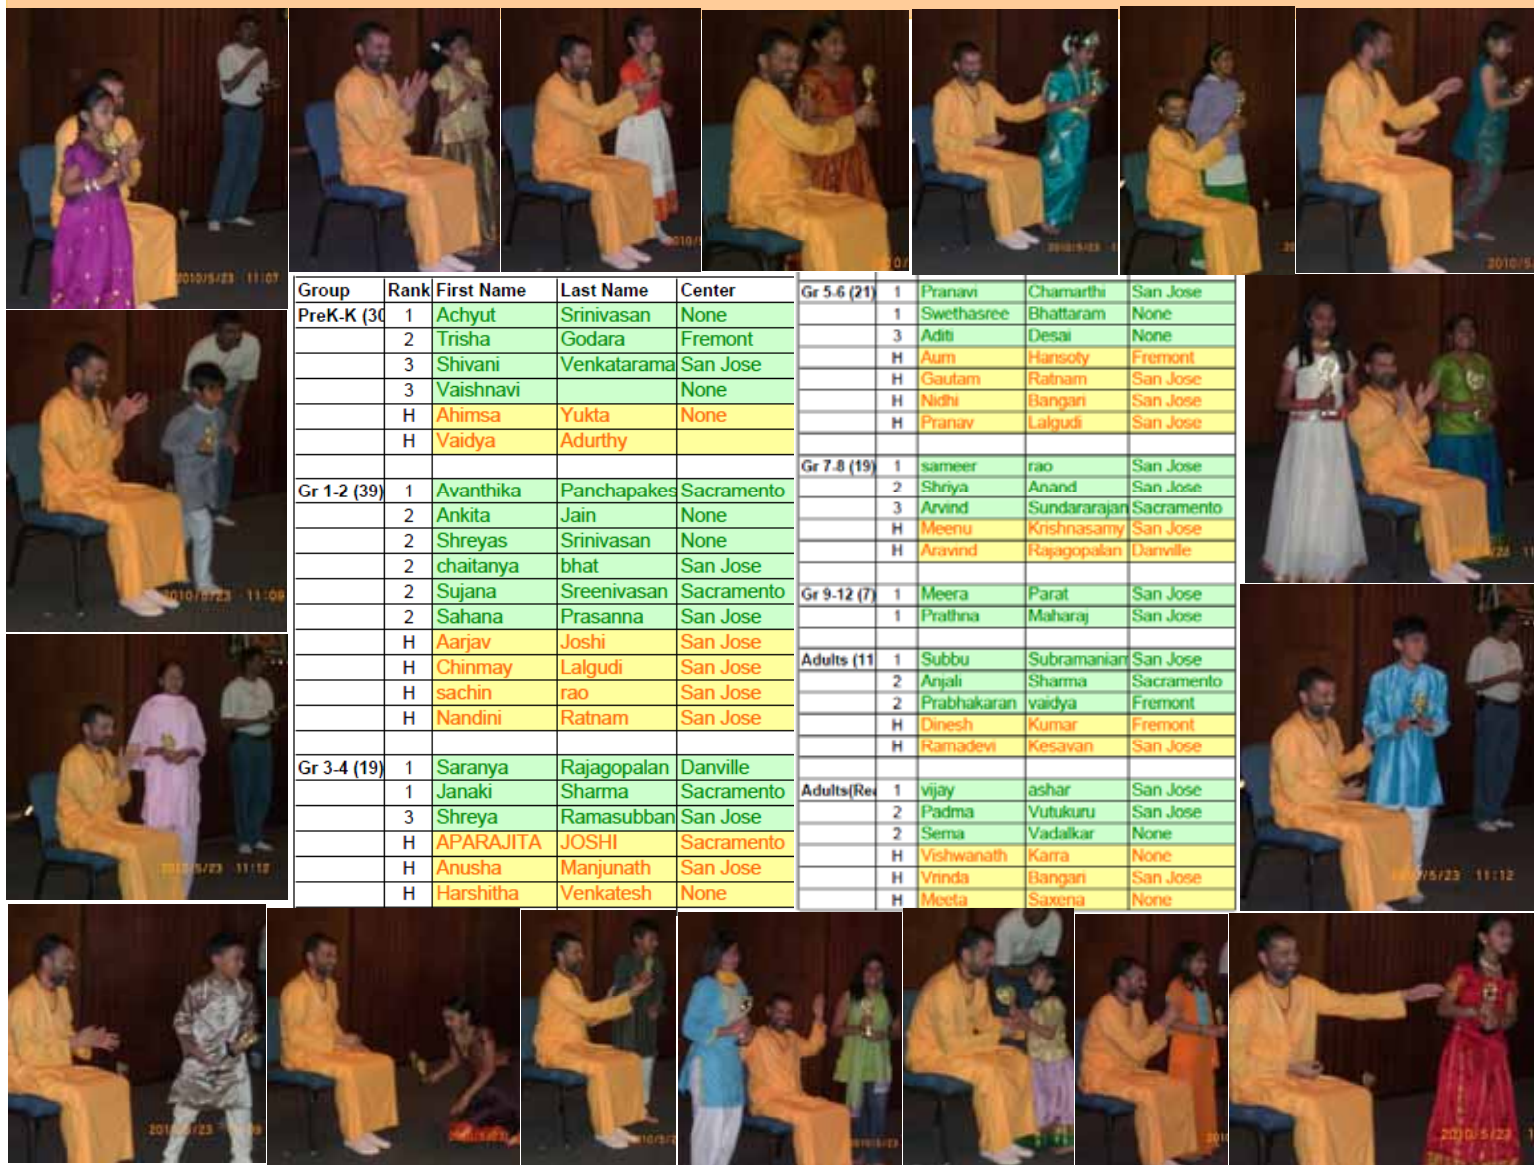 2010/5/23 11:07
2010/5/23 11:09
2010/5/23 11:12
Group Rank First Name Last Name Center
PreK-K (30 1 Achyut Srinivasan None
2 Trisha Godara Fremont
3 Shivani Venkatarama San Jose
3 Vaishnavi None
H Ahimsa Yukta None
H Vaidya Adurthy
Gr 1-2 (39) 1 Avanthika Panchapakes Sacramento
2 Ankita Jain None
2 Shreyas Srinivasan None
2 chaitanya bhat San Jose
2 Sujana Sreenivasan Sacramento
2 Sahana Prasanna San Jose
H Aarjav Joshi San Jose
H Chinmay Lalgudi San Jose
H sachin rao San Jose
H Nandini Ratnam San Jose
Gr 3-4 (19) 1 Saranya Rajagopalan Danville
1 Janaki Sharma Sacramento
3 Shreya Ramasubban San Jose
H APARAJITA JOSHI Sacramento
H Anusha Manjunath San Jose
H Harshitha Venkatesh None
Gr 5-6 (21) 1 Pranavi Chamarthi San Jose
1 Swethasree Bhattaram None
3 Aditi Desai None
H Aum Hansoty Fremont
H Gautam Ratnam San Jose
H Nidhi Bangari San Jose
H Pranav Lalgudi San Jose
Gr 7-8 (19) 1 sameer rao San Jose
2 Shriya Anand San Jose
3 Arvind Sundararajan Sacramento
H Meenu Krishnasamy San Jose
H Aravind Rajagopalan Danville
Gr 9-12 (7) 1 Meera Parat San Jose
1 Prathna Maharaj San Jose
Adults (11 1 Subbu Subramanian San Jose
2 Anjali Sharma Sacramento
2 Prabhakaran vaidya Fremont
H Dinesh Kumar Fremont
H Ramadevi Kesavan San Jose
Adults(Rea 1 vijay ashar San Jose
2 Padma Vutukuru San Jose
2 Sema Vadalkar None
H Vishwanath Karra None
H Vrinda Bangari San Jose
H Meeta Saxena None
5/23 11:12
2010/5/23